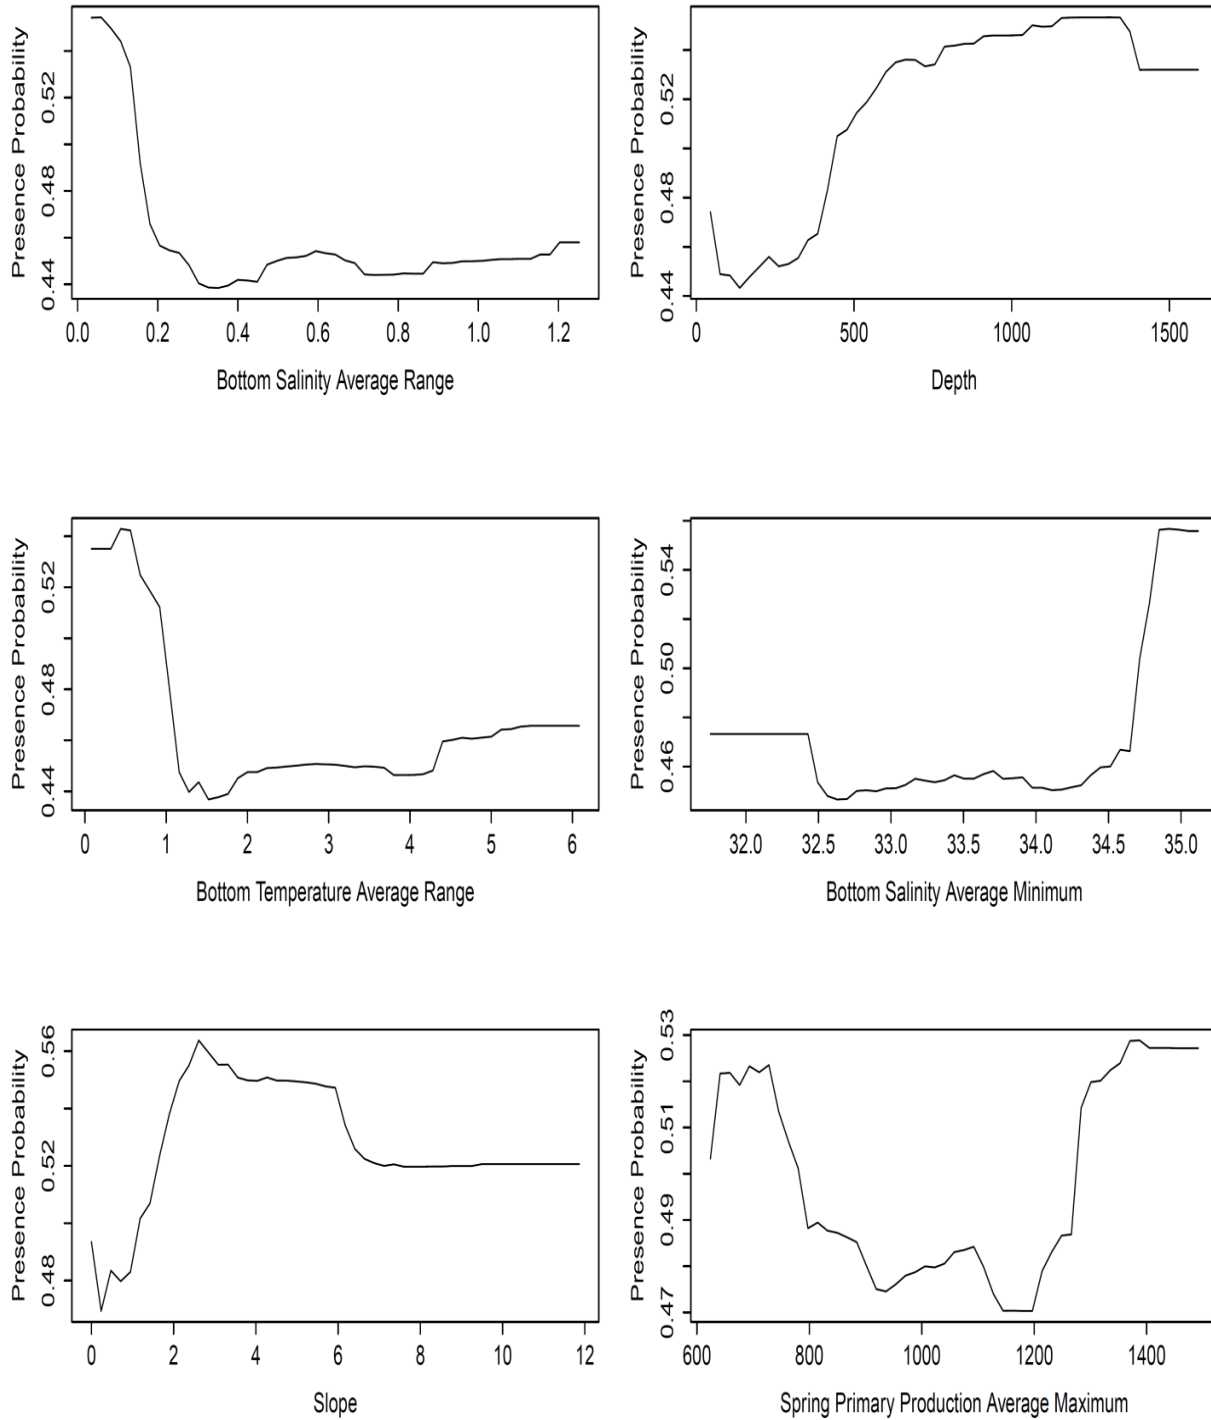 Presence Probability
0.44 0.48 0.52
0.0 0.2 0.4 0.6 0.8 1.0 1.2
Bottom Salinity Average Range
Presence Probability
0.44 0.48 0.52
0 500 1000 1500
Depth
Presence Probability
0.44 0.48 0.52
0 1 2 3 4 5 6
Bottom Temperature Average Range
Presence Probability
0.46 0.50 0.54
32.0 32.5 33.0 33.5 34.0 34.5 35.0
Bottom Salinity Average Minimum
Presence Probability
0.48 0.52 0.56
0 2 4 6 8 10 12
Slope
Presence Probability
0.47 0.49 0.51 0.53
600 800 1000 1200 1400
Spring Primary Production Average Maximum